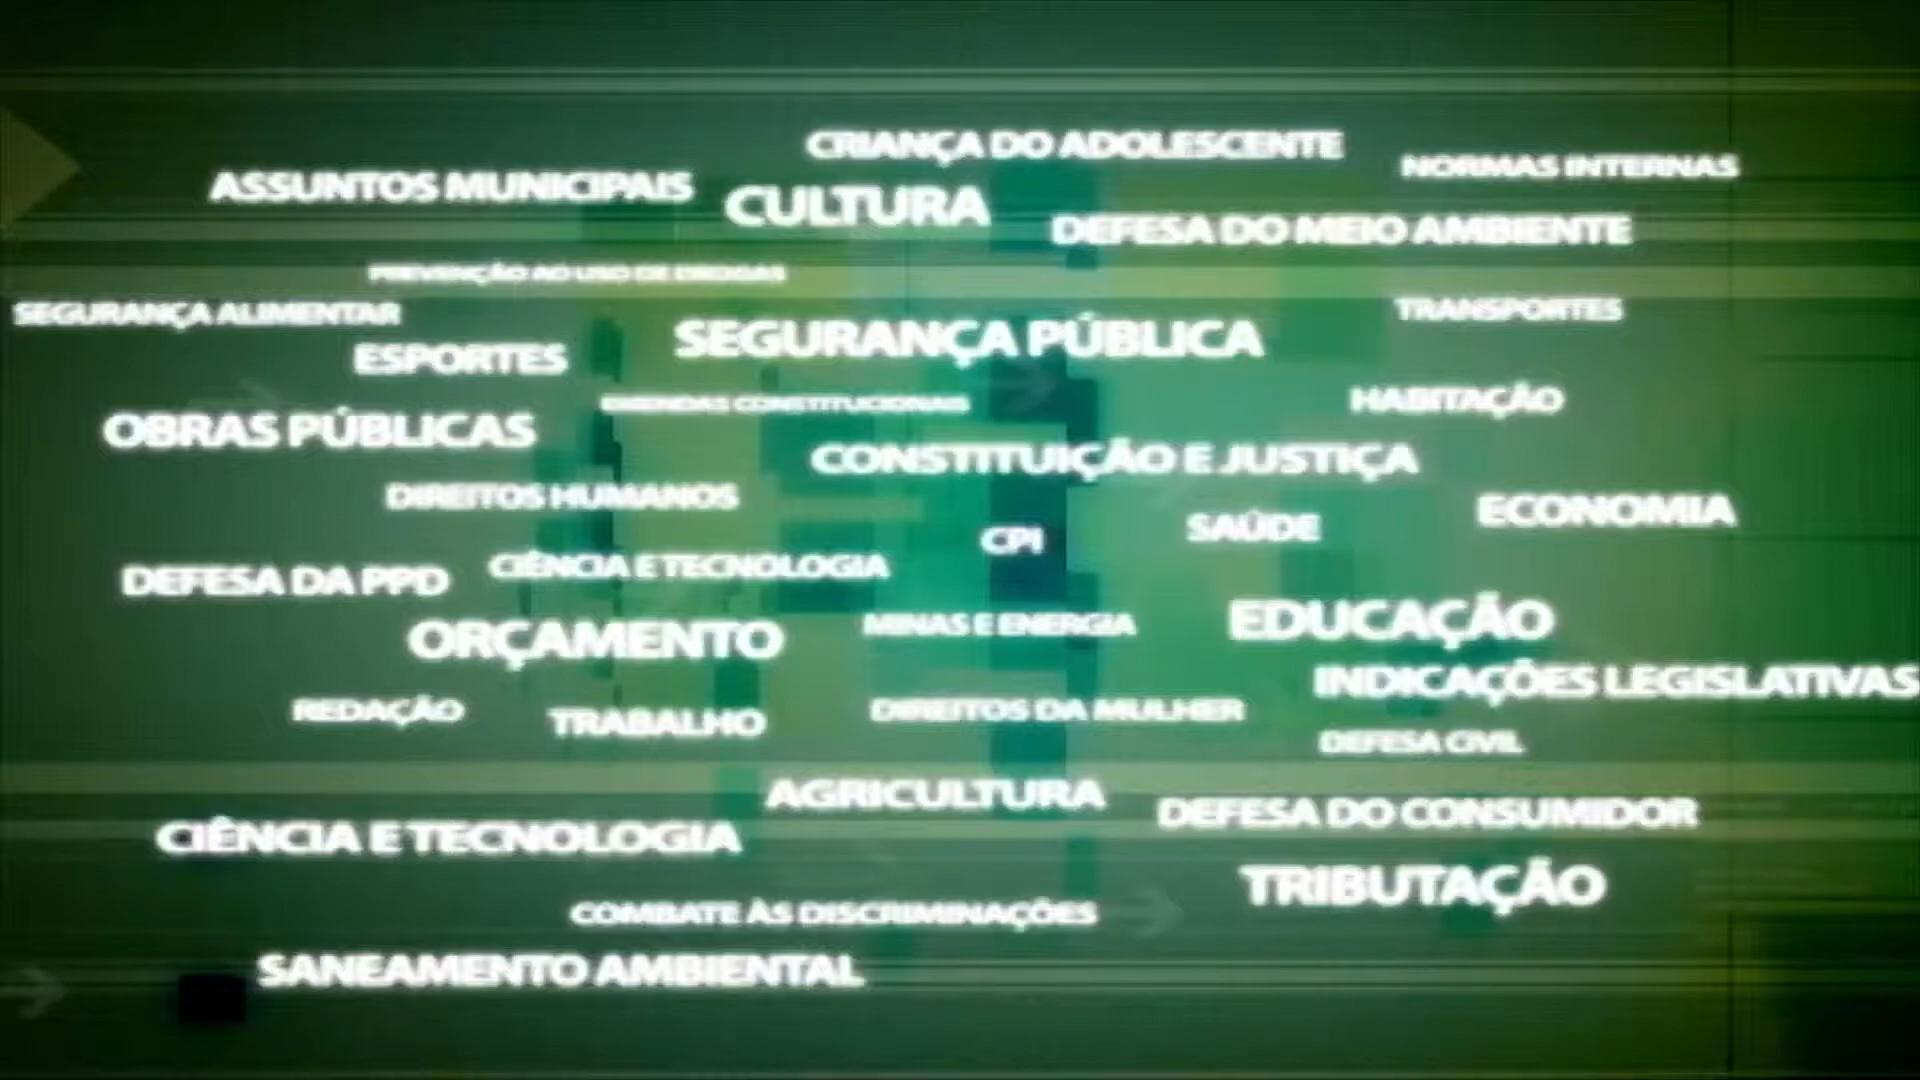 CRIANÇA DO ADOLESCENTE
NORMAS INTERNAS
ASSUNTOS MUNICIPAIS
CULTURA
DEFESA DO MEIO AMBIENTE
PREVENÇÃO AO USO DE DROGAS
SEGURANÇA ALIMENTAR
TRANSPORTES
SEGURANÇA PÚBLICA
ESPORTES
EMENDAS CONSTITUCIONAIS
HABITAÇÃO
OBRAS PÚBLICAS
CONSTITUIÇÃO E JUSTIÇA
DIREITOS HUMANOS
ECONOMIA
SAÚDE
CPI
CIÊNCIA E TECNOLOGIA
DEFESA DA PPD
MINAS E ENERGIA
EDUCAÇÃO
ORÇAMENTO
INDICAÇÕES LEGISLATIVAS
REDAÇÃO
TRABALHO
DIREITOS DA MULHER
DEFESA CIVIL
AGRICULTURA
DEFESA DO CONSUMIDOR
CIÊNCIA E TECNOLOGIA
TRIBUTAÇÃO
COMBATE ÀS DISCRIMINAÇÕES
SANEAMENTO AMBIENTAL